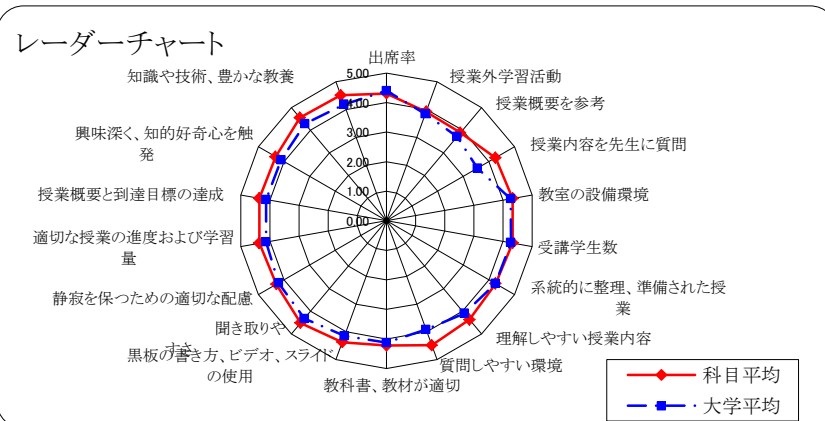 レーダーチャート
出席率
授業外学習活動
授業概要を参考
授業内容を先生に質問
教室の設備環境
受講学生数
系統的に整理、準備された授
業
理解しやすい授業内容
質問しやすい環境
教科書、教材が適切
黒板の書き方、ビデオ、スライド
の使用
聞き取りや
すさ
静寂を保つための適切な配慮
適切な授業の進度および学習
量
授業概要と到達目標の達成
興味深く、知的好奇心を触
発
知識や技術、豊かな教養
5.00
4.00
3.00
2.00
1.00
0.00
科目平均
大学平均